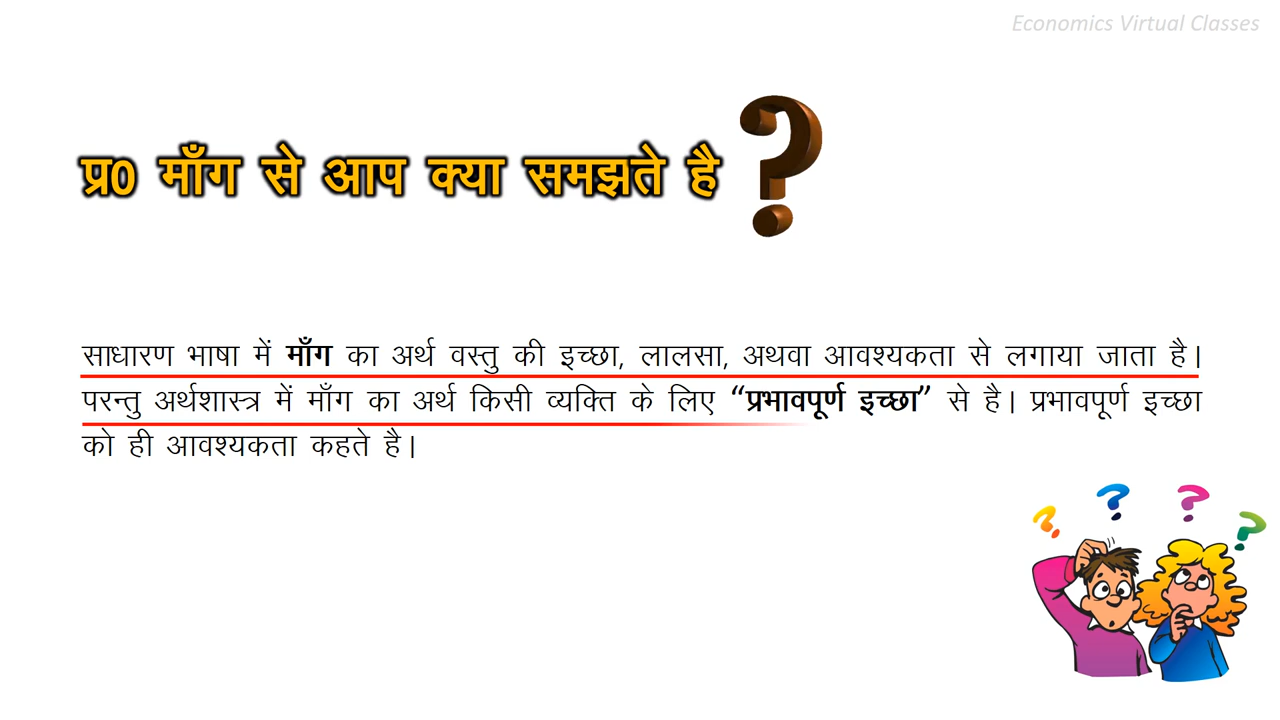 Economics Virtual Classes
प्र0 माँग से आप क्या समझते है?
साधारण भाषा में माँग का अर्थ वस्तु की इच्छा, लालसा, अथवा आवश्यकता से लगाया जाता है।
परन्तु अर्थशास्त्र में माँग का अर्थ किसी व्यक्ति के लिए “प्रभावपूर्ण इच्छा” से है। प्रभावपूर्ण इच्छा
को ही आवश्यकता कहते है।